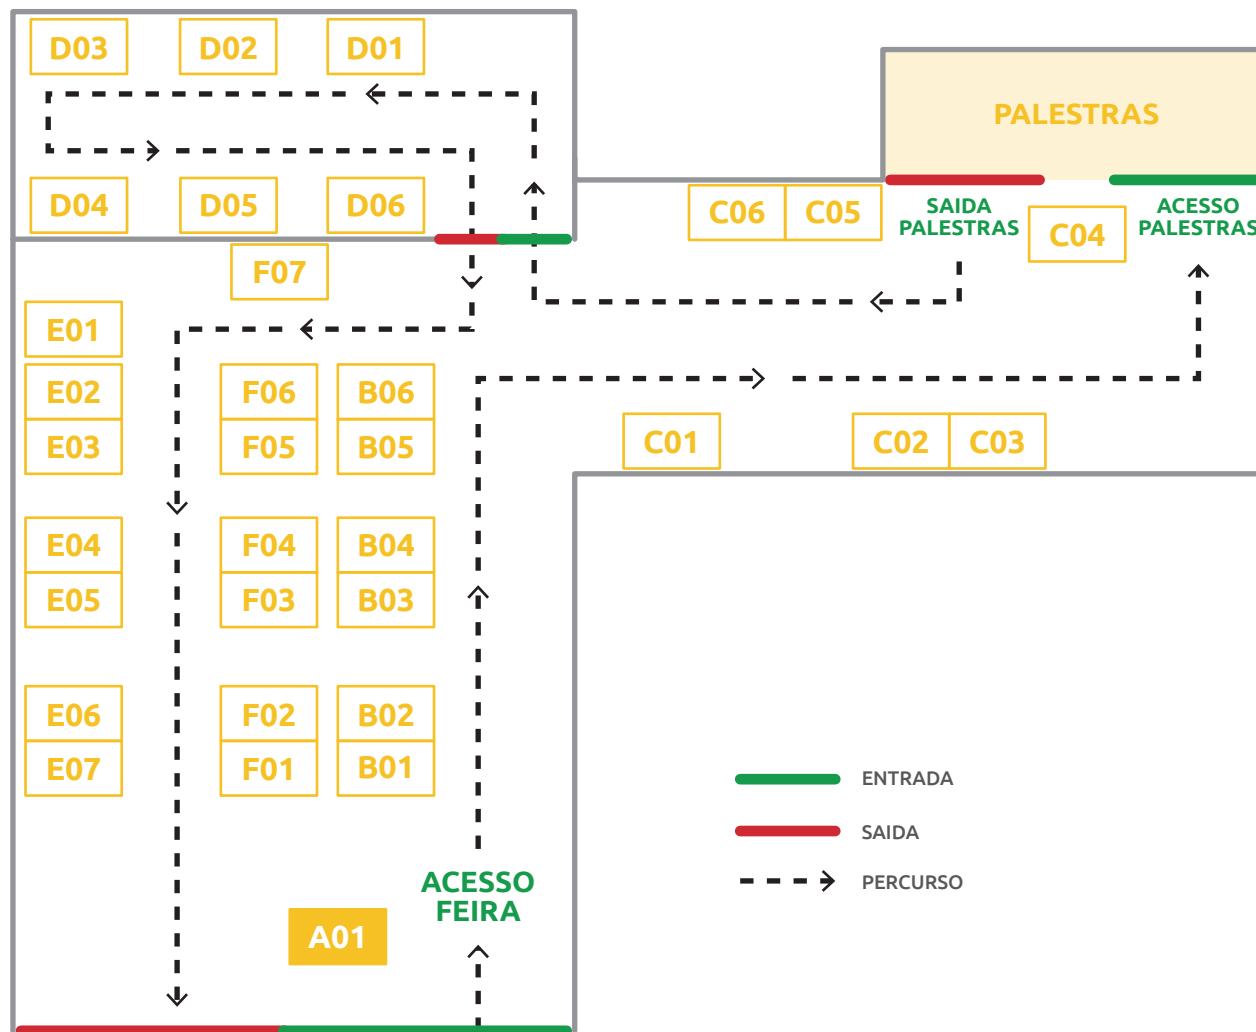 D03
D02
D01
PALESTRAS
D04
D05
D06
C06
C05
SAIDA
PALESTRAS
C04
ACESSO
PALESTRAS
F07
E01
E02
F06
B06
E03
F05
B05
C01
C02
C03
E04
F04
B04
E05
F03
B03
E06
F02
B02
E07
F01
B01
ENTRADA
SAIDA
PERCURSO
ACESSO
FEIRA
A01